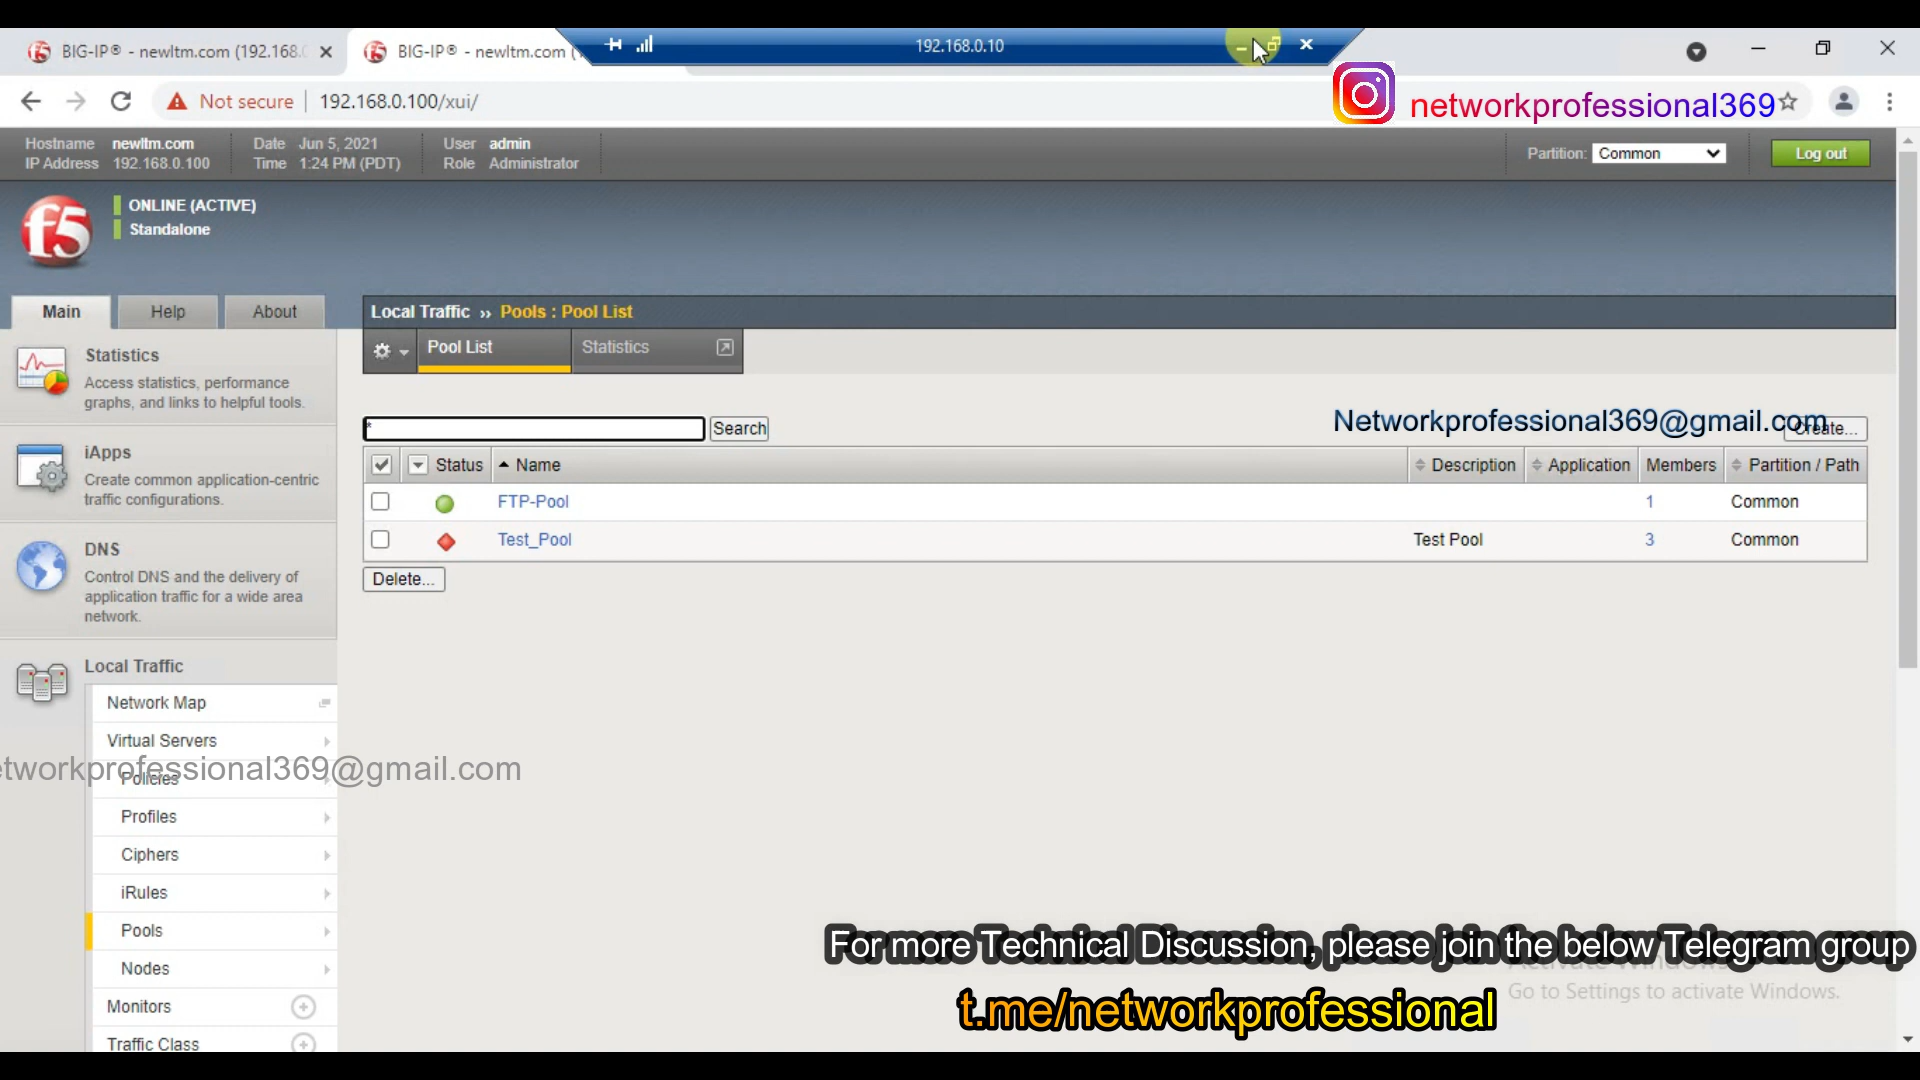 BIG-IP® - newltm.com (192.168.
BIG-IP® - newltm.com (
192.168.0.10
Not secure
192.168.0.100/xui/
networkprofessional369
Hostname newltm.com
IP Address 192.168.0.100
Date Jun 5, 2021
Time 1:24 PM (PDT)
User admin
Role Administrator
Partition: Common
Log out
f5
ONLINE (ACTIVE)
Standalone
Main
Help
About
Local Traffic ›› Pools : Pool List
Pool List
Statistics
Statistics
Access statistics, performance
graphs, and links to helpful tools.
iApps
Create common application-centric
traffic configurations.
DNS
Control DNS and the delivery of
application traffic for a wide area
network.
Local Traffic
Network Map
Virtual Servers
Policies
Profiles
Ciphers
iRules
Pools
Nodes
Monitors
Traffic Class
*
Search
Networkprofessional369@gmail.com
Create...
Status Name Description Application Members Partition / Path
FTP-Pool 1 Common
Test_Pool Test Pool 3 Common
Delete...
tworkprofessional369@gmail.com
For more Technical Discussion, please join the below Telegram group
t.me/networkprofessional
Activate Windows
Go to Settings to activate Windows.